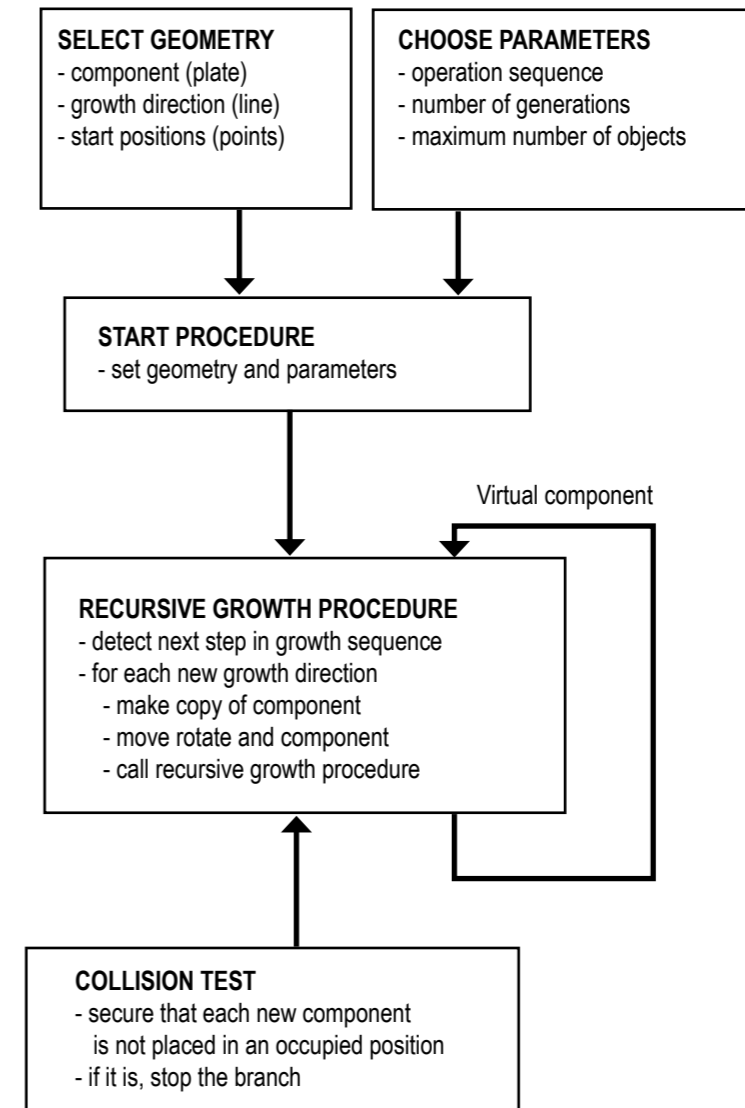 SELECT GEOMETRY
- component (plate)
- growth direction (line)
- start positions (points)
CHOOSE PARAMETERS
- operation sequence
- number of generations
- maximum number of objects
START PROCEDURE
- set geometry and parameters
Virtual component
RECURSIVE GROWTH PROCEDURE
- detect next step in growth sequence
- for each new growth direction
- make copy of component
- move rotate and component
- call recursive growth procedure
COLLISION TEST
- secure that each new component
is not placed in an occupied position
- if it is, stop the branch